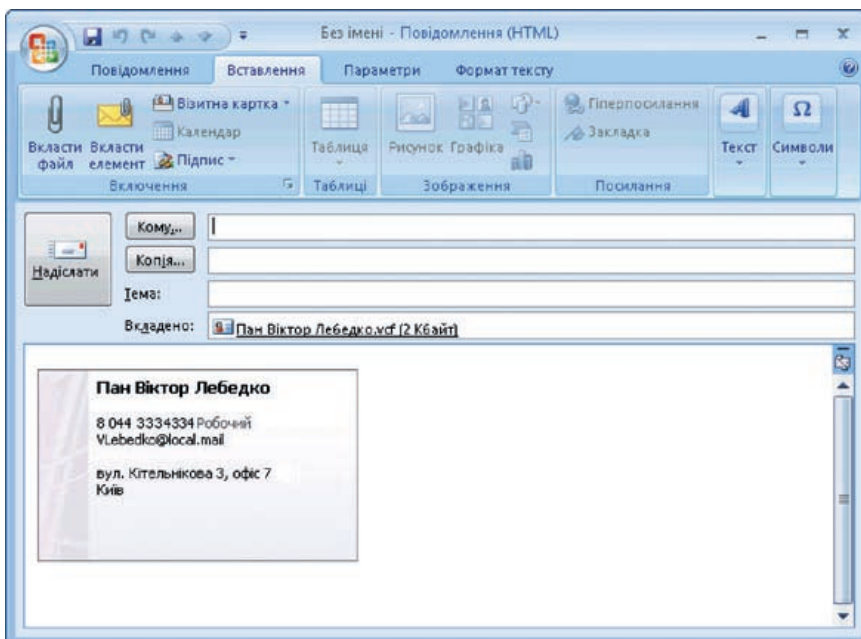 Без імені - Повідомлення (HTML)
Повідомлення Вставлення Параметри Формат тексту
Вкласти файл
Вкласти елемент
Візитна картка
Календар
Підпис
Включення
Таблиця
Таблиці
Рисунок Графіка
Зображення
Гіперпосилання
Закладка
Посилання
Текст
Ω
Символи
Надіслати
Кому...
Копія...
Тема:
Вкладено: Пан Віктор Лебедко.vcf (2 Кбайт)
Пан Віктор Лебедко
8 044 3334334 Робочий
VLebedko@local.mail
вул. Кітельнікова 3, офіс 7
Київ